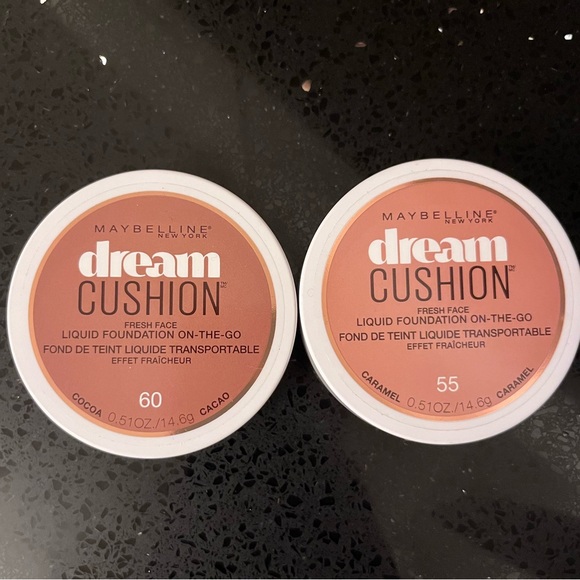 MAYBELLINE®
NEW YORK
dream
CUSHION™
FRESH FACE
LIQUID FOUNDATION ON-THE-GO
FOND DE TEINT LIQUIDE TRANSPORTABLE
EFFET FRAÎCHEUR
60
COCOA 0.51OZ./14.6g CACAO
MAYBELLINE®
NEW YORK
dream
CUSHION™
FRESH FACE
LIQUID FOUNDATION ON-THE-GO
FOND DE TEINT LIQUIDE TRANSPORTABLE
EFFET FRAÎCHEUR
55
CARAMEL 0.51OZ./14.6g CARAMEL